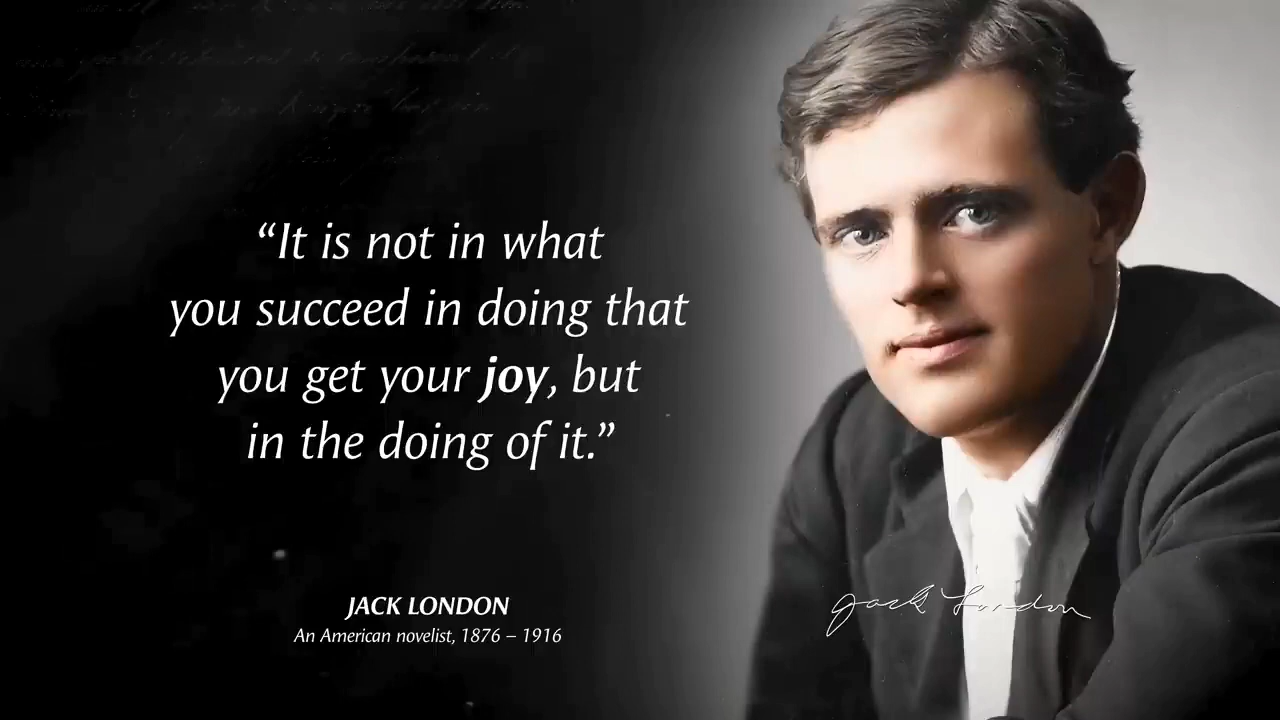 “It is not in what
you succeed in doing that
you get your joy, but
in the doing of it.”
JACK LONDON
An American novelist, 1876 – 1916
Jack London